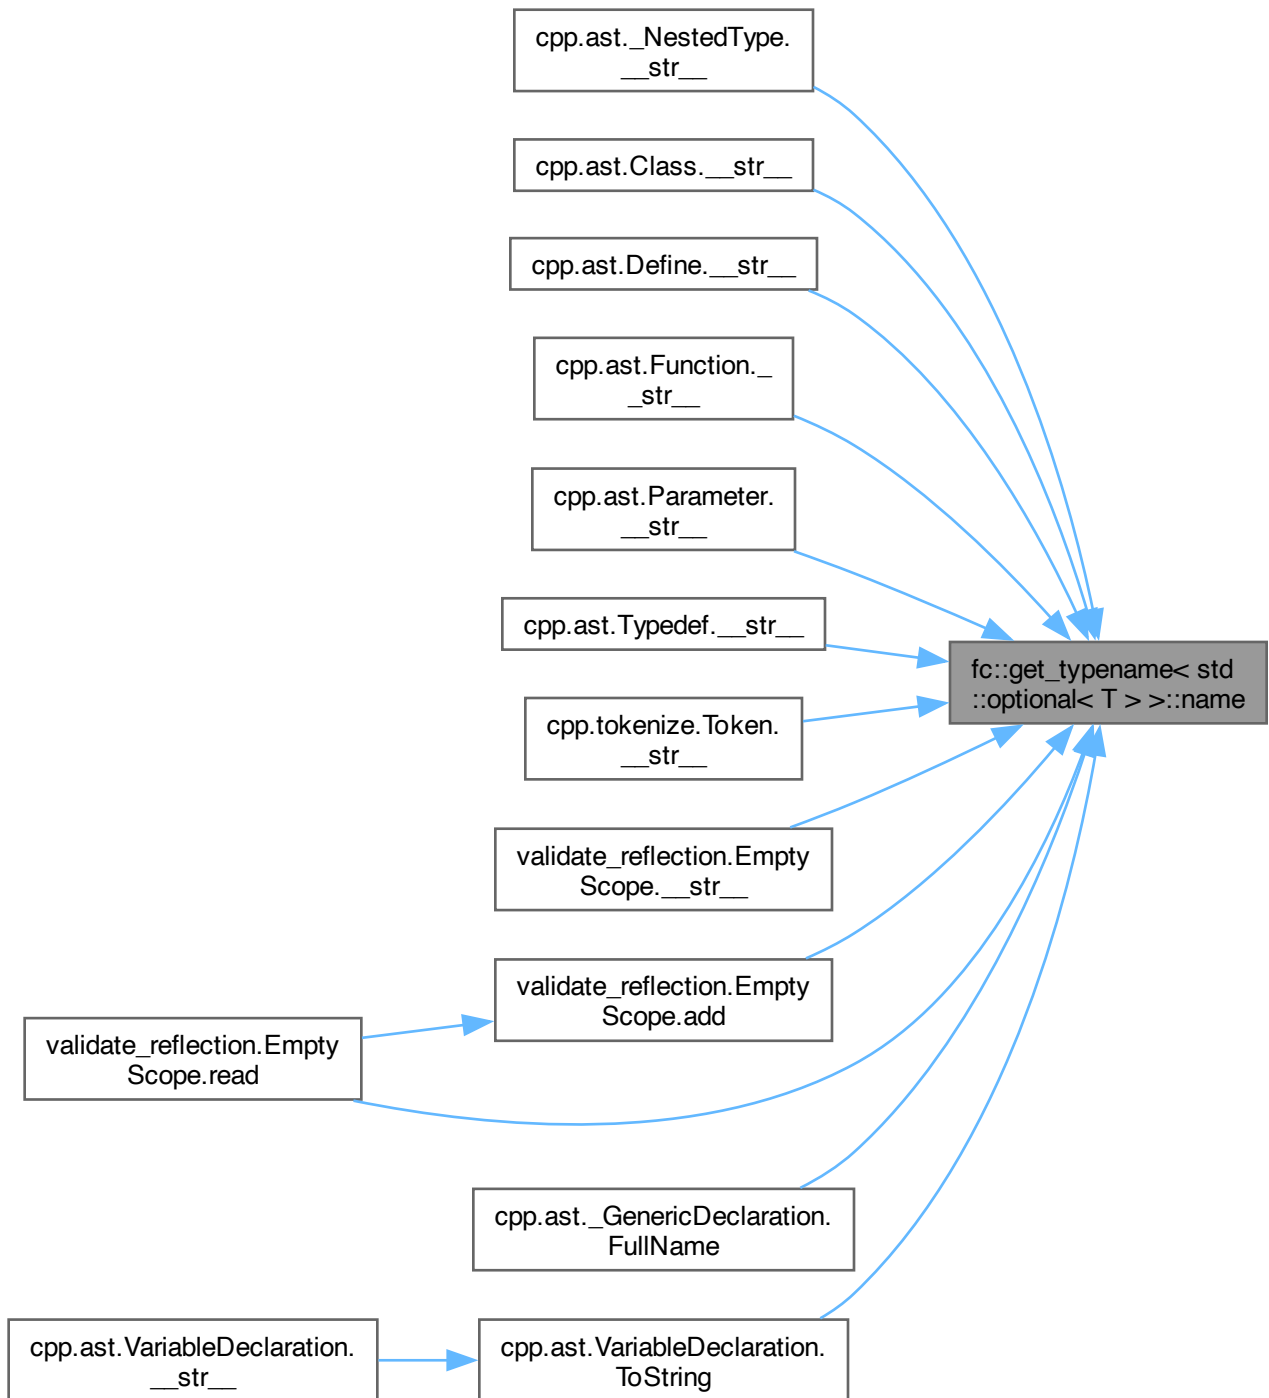 cpp.ast._NestedType.
__str__
cpp.ast.Class.__str__
cpp.ast.Define.__str__
cpp.ast.Function._
_str__
cpp.ast.Parameter.
__str__
cpp.ast.Typedef.__str__
fc::get_typename< std
::optional< T > >::name
cpp.tokenize.Token.
__str__
validate_reflection.Empty
Scope.__str__
validate_reflection.Empty
Scope.add
validate_reflection.Empty
Scope.read
cpp.ast._GenericDeclaration.
FullName
cpp.ast.VariableDeclaration.
__str__
cpp.ast.VariableDeclaration.
ToString